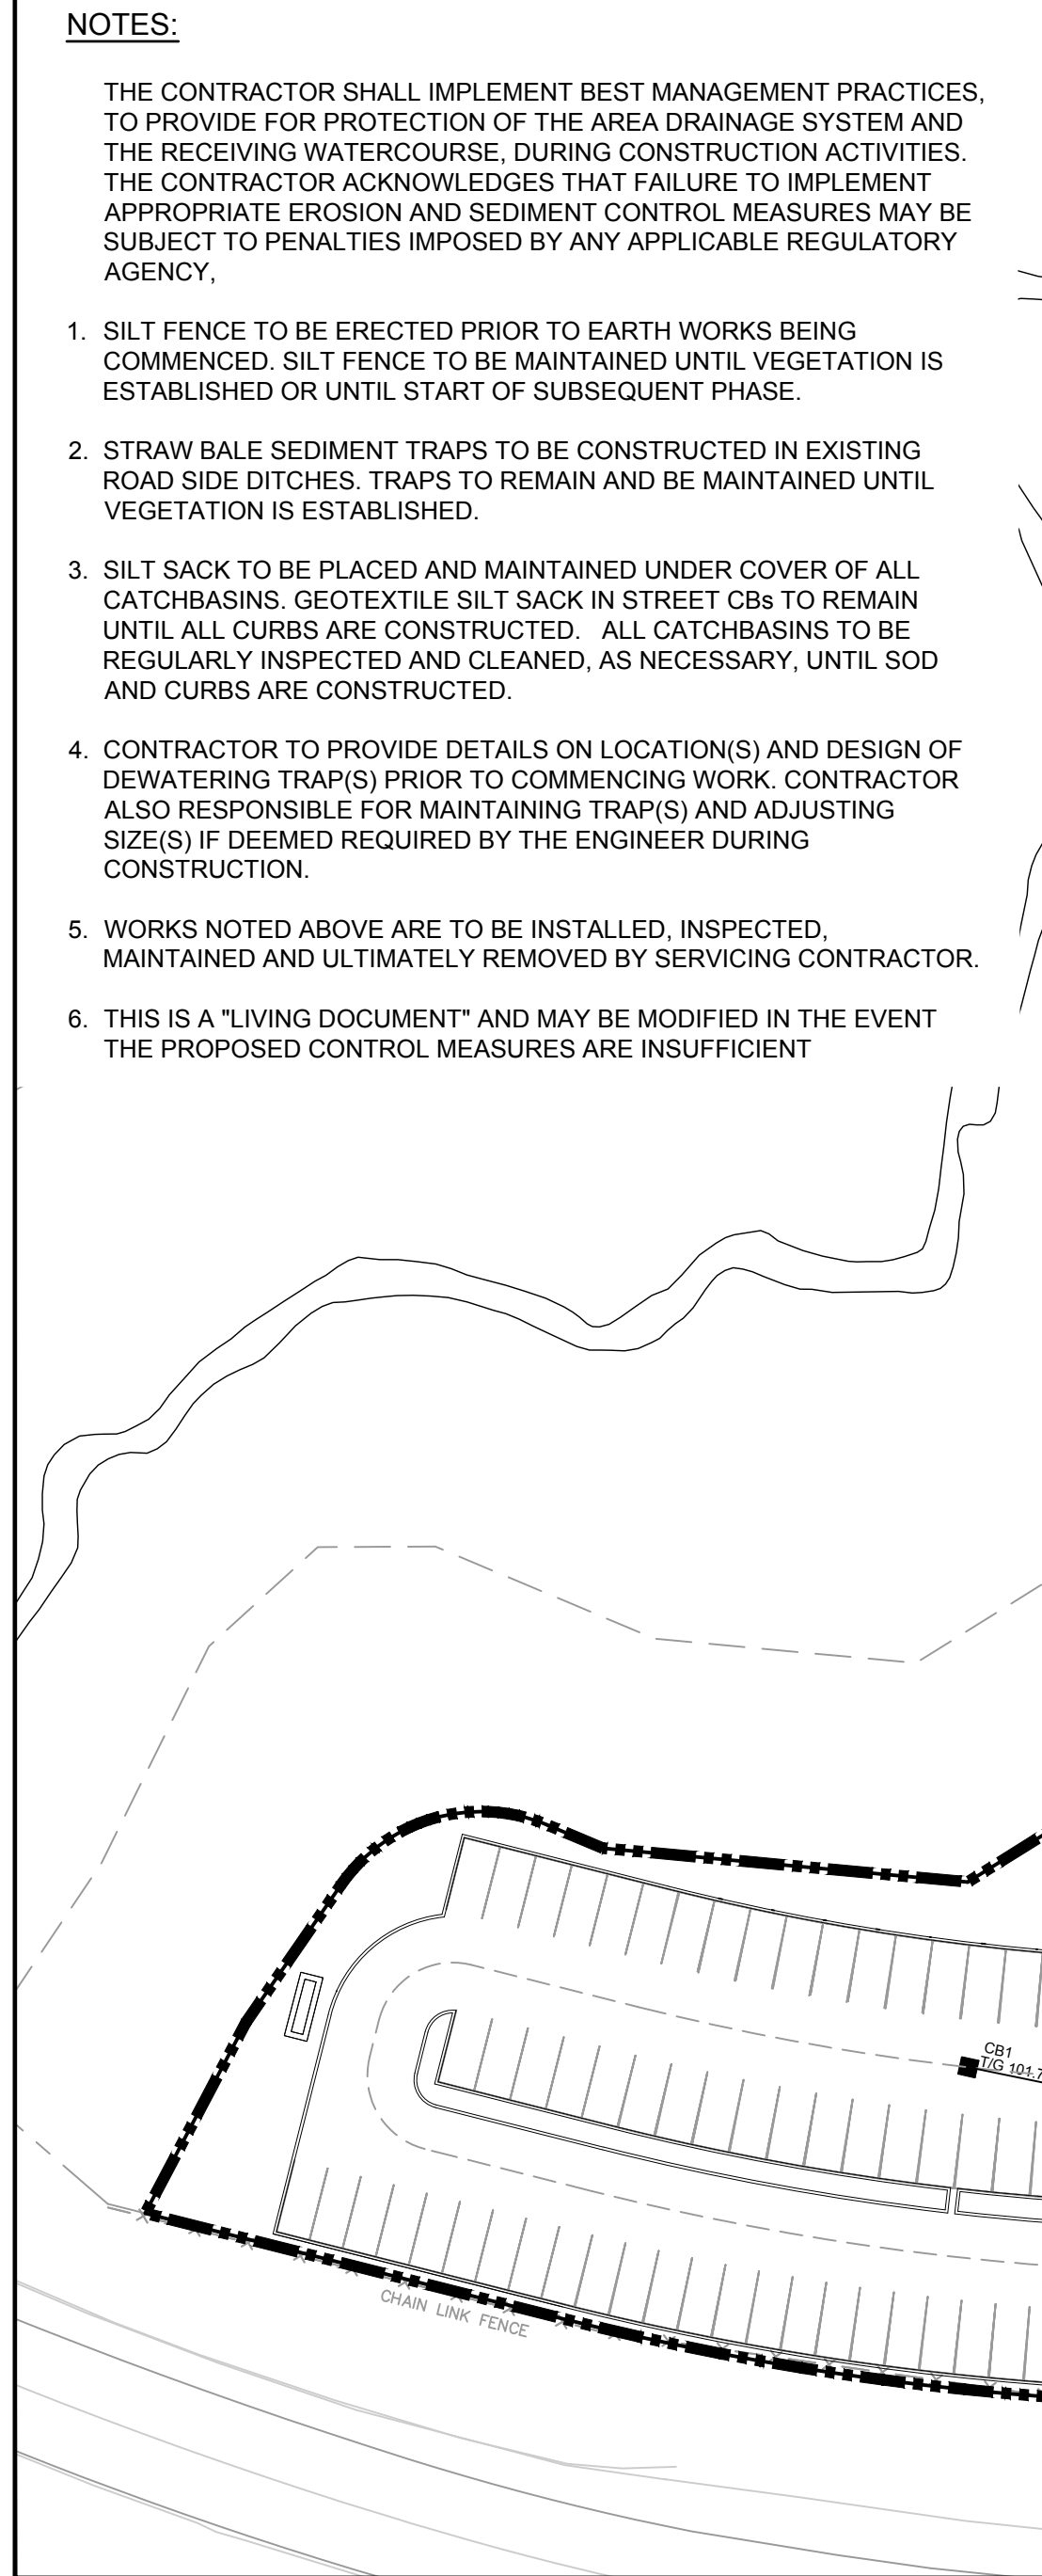 NOTES:
THE CONTRACTOR SHALL IMPLEMENT BEST MANAGEMENT PRACTICES,
TO PROVIDE FOR PROTECTION OF THE AREA DRAINAGE SYSTEM AND
THE RECEIVING WATERCOURSE, DURING CONSTRUCTION ACTIVITIES.
THE CONTRACTOR ACKNOWLEDGES THAT FAILURE TO IMPLEMENT
APPROPRIATE EROSION AND SEDIMENT CONTROL MEASURES MAY BE
SUBJECT TO PENALTIES IMPOSED BY ANY APPLICABLE REGULATORY
AGENCY,
1. SILT FENCE TO BE ERECTED PRIOR TO EARTH WORKS BEING
COMMENCED. SILT FENCE TO BE MAINTAINED UNTIL VEGETATION IS
ESTABLISHED OR UNTIL START OF SUBSEQUENT PHASE.
2. STRAW BALE SEDIMENT TRAPS TO BE CONSTRUCTED IN EXISTING
ROAD SIDE DITCHES. TRAPS TO REMAIN AND BE MAINTAINED UNTIL
VEGETATION IS ESTABLISHED.
3. SILT SACK TO BE PLACED AND MAINTAINED UNDER COVER OF ALL
CATCHBASINS. GEOTEXTILE SILT SACK IN STREET CBs TO REMAIN
UNTIL ALL CURBS ARE CONSTRUCTED. ALL CATCHBASINS TO BE
REGULARLY INSPECTED AND CLEANED, AS NECESSARY, UNTIL SOD
AND CURBS ARE CONSTRUCTED.
4. CONTRACTOR TO PROVIDE DETAILS ON LOCATION(S) AND DESIGN OF
DEWATERING TRAP(S) PRIOR TO COMMENCING WORK. CONTRACTOR
ALSO RESPONSIBLE FOR MAINTAINING TRAP(S) AND ADJUSTING
SIZE(S) IF DEEMED REQUIRED BY THE ENGINEER DURING
CONSTRUCTION.
5. WORKS NOTED ABOVE ARE TO BE INSTALLED, INSPECTED,
MAINTAINED AND ULTIMATELY REMOVED BY SERVICING CONTRACTOR.
6. THIS IS A "LIVING DOCUMENT" AND MAY BE MODIFIED IN THE EVENT
THE PROPOSED CONTROL MEASURES ARE INSUFFICIENT
CB1
T/G 101.7
CHAIN LINK FENCE